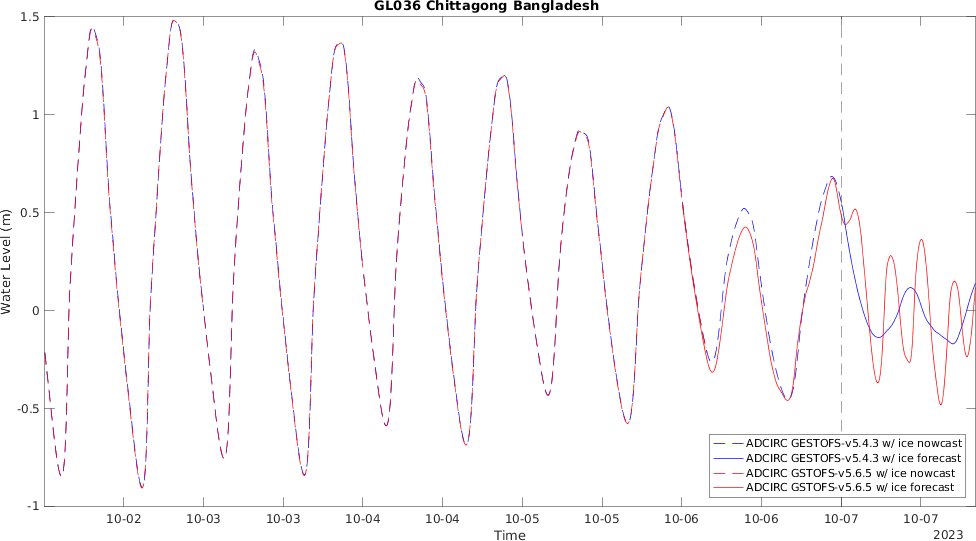 GL036 Chittagong Bangladesh
1.5
1
0.5
0
-0.5
-1
Water Level (m)
ADCIRC GESTOFS-v5.4.3 w/ ice nowcast
ADCIRC GESTOFS-v5.4.3 w/ ice forecast
ADCIRC GSTOFS-v5.6.5 w/ ice nowcast
ADCIRC GSTOFS-v5.6.5 w/ ice forecast
10-02 10-03 10-03 10-04 10-04 10-05 10-05 10-06 10-06 10-07 10-07
Time
2023